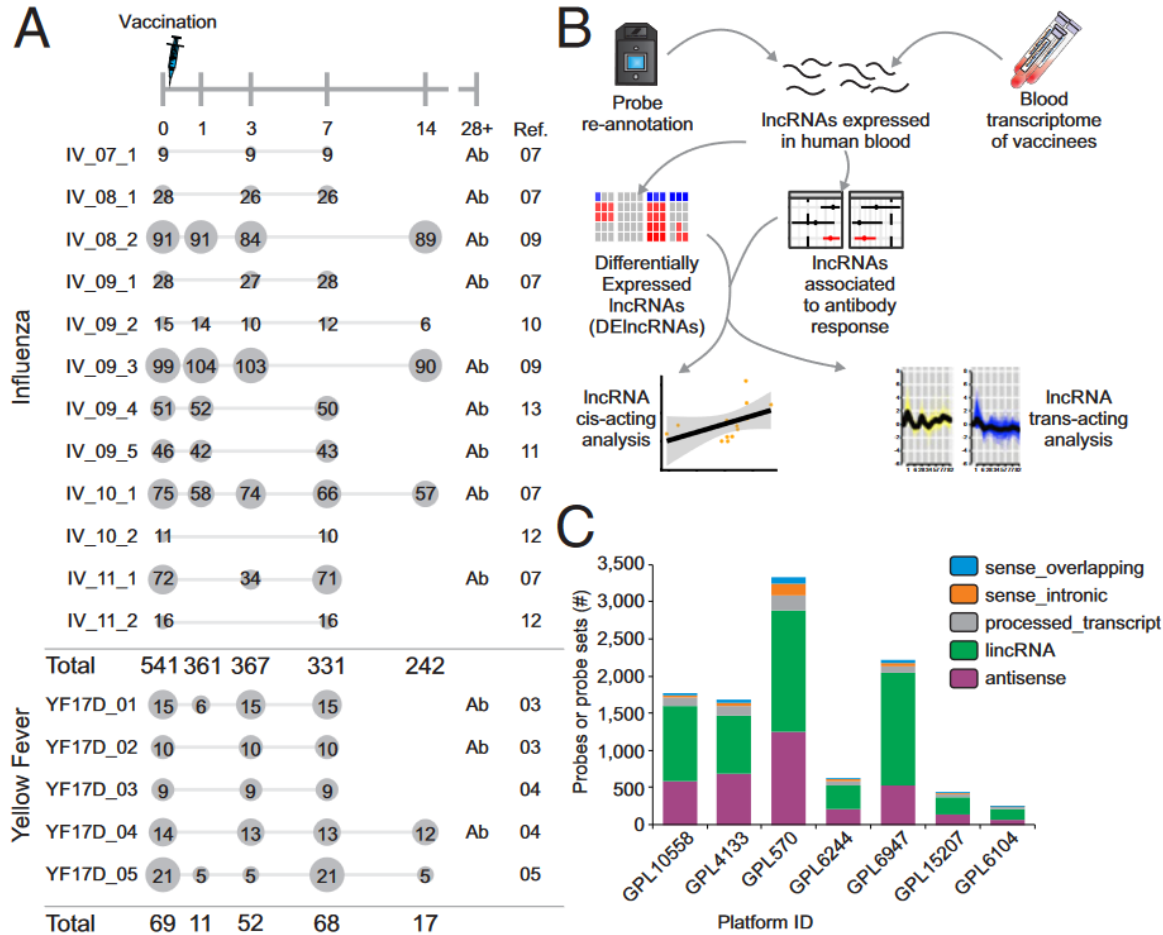 A
Vaccination
0 1 3 7 14 28+ Ref.
Influenza
IV_07_1 9 9 9 Ab 07
IV_08_1 28 26 26 Ab 07
IV_08_2 91 91 84 89 Ab 09
IV_09_1 28 27 28 Ab 07
IV_09_2 15 14 10 12 6 10
IV_09_3 99 104 103 90 Ab 09
IV_09_4 51 52 50 Ab 13
IV_09_5 46 42 43 Ab 11
IV_10_1 75 58 74 66 57 Ab 07
IV_10_2 11 10 12
IV_11_1 72 34 71 Ab 07
IV_11_2 16 16 12
Total 541 361 367 331 242
Yellow Fever
YF17D_01 15 6 15 15 Ab 03
YF17D_02 10 10 10 Ab 03
YF17D_03 9 9 9 04
YF17D_04 14 13 13 12 Ab 04
YF17D_05 21 5 5 21 5 05
Total 69 11 52 68 17
B
Probe
re-annotation
lncRNAs expressed
in human blood
Blood
transcriptome
of vaccinees
Differentially
Expressed
lncRNAs
(DElncRNAs)
lncRNAs
associated
to antibody
response
lncRNA
cis-acting
analysis
lncRNA
trans-acting
analysis
C
Probes or probe sets (#)
3,500
3,000
2,500
2,000
1,500
1,000
500
0
sense_overlapping
sense_intronic
processed_transcript
lincRNA
antisense
GPL10558
GPL4133
GPL570
GPL6244
GPL6947
GPL15207
GPL6104
Platform ID